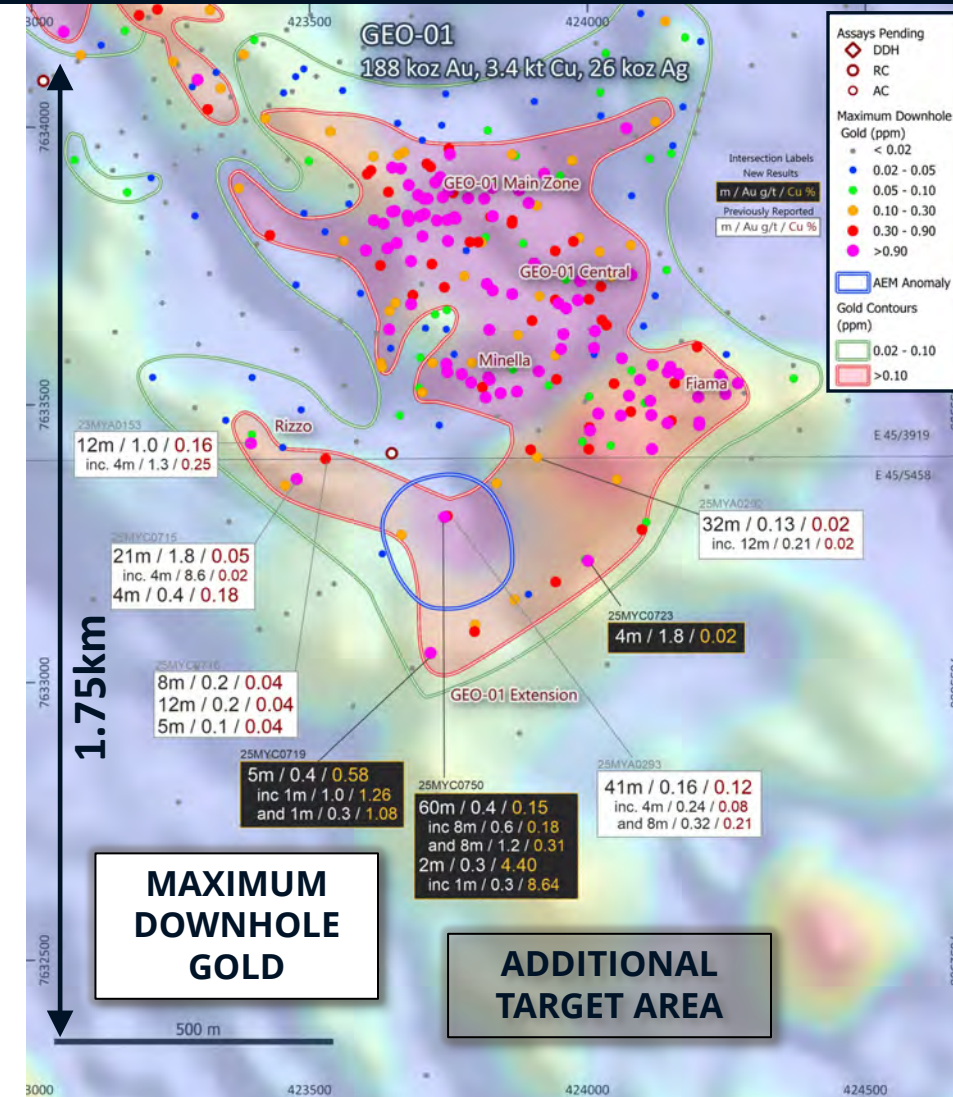 3000
423500
424000
GEO-01
188 koz Au, 3.4 kt Cu, 26 koz Ag
Assays Pending
DDH
RC
AC
Maximum Downhole
Gold (ppm)
< 0.02
0.02 - 0.05
0.05 - 0.10
0.10 - 0.30
0.30 - 0.90
>0.90
AEM Anomaly
Gold Contours
(ppm)
0.02 - 0.10
>0.10
Intersection Labels
New Results
m / Au g/t / Cu %
Previously Reported
m / Au g/t / Cu %
7634000
GEO-01 Main Zone
GEO-01 Central
Minella
Fiama
7633500
Rizzo
E 45/3919
E 45/5458
23MYA0153
12m / 1.0 / 0.16
inc. 4m / 1.3 / 0.25
25MYC0715
21m / 1.8 / 0.05
inc. 4m / 8.6 / 0.02
4m / 0.4 / 0.18
32m / 0.13 / 0.02
inc. 12m / 0.21 / 0.02
25MYC0723
4m / 1.8 / 0.02
1.75km
7633000
8m / 0.2 / 0.04
12m / 0.2 / 0.04
5m / 0.1 / 0.04
GEO-01 Extension
25MYC0719
5m / 0.4 / 0.58
inc 1m / 1.0 / 1.26
and 1m / 0.3 / 1.08
25MYC0750
60m / 0.4 / 0.15
inc 8m / 0.6 / 0.18
and 8m / 1.2 / 0.31
2m / 0.3 / 4.40
inc 1m / 0.3 / 8.64
25MYA0293
41m / 0.16 / 0.12
inc. 4m / 0.24 / 0.08
and 8m / 0.32 / 0.21
MAXIMUM
DOWNHOLE
GOLD
ADDITIONAL
TARGET AREA
7632500
500 m
3000
423500
424000
424500